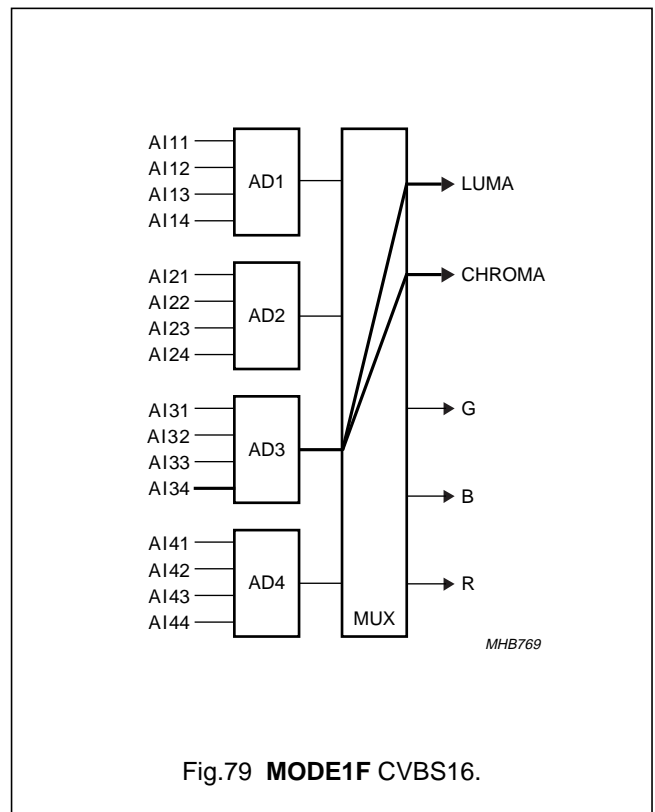 AI11
AI12
AI13
AI14
AD1
AI21
AI22
AI23
AI24
AD2
AI31
AI32
AI33
AI34
AD3
AI41
AI42
AI43
AI44
AD4
MUX
LUMA
CHROMA
G
B
R
MHB769
Fig.79 MODE1F CVBS16.